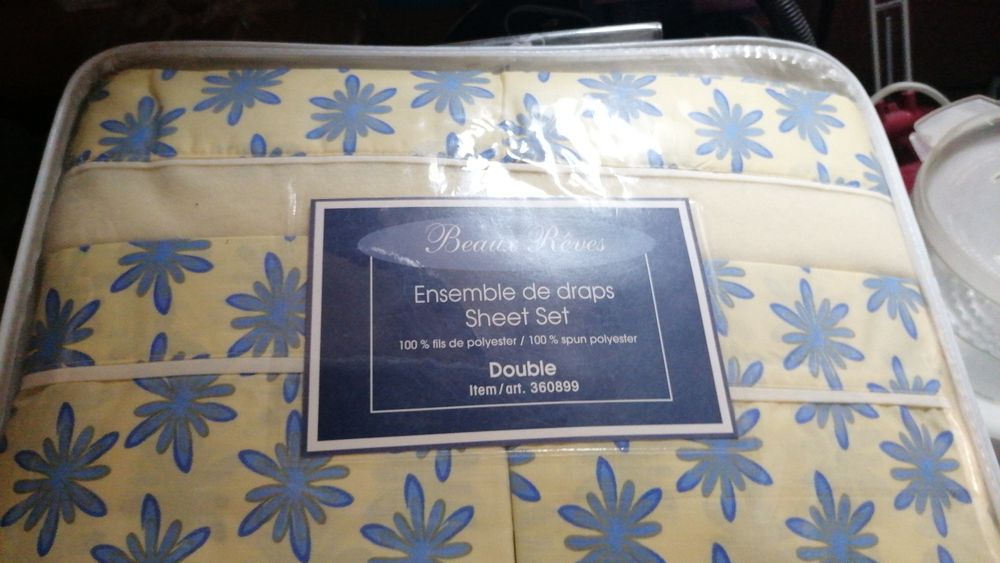 Beaux Rêves
Ensemble de draps
Sheet Set
100 % fils de polyester / 100 % spun polyester
Double
Item/art. 360899